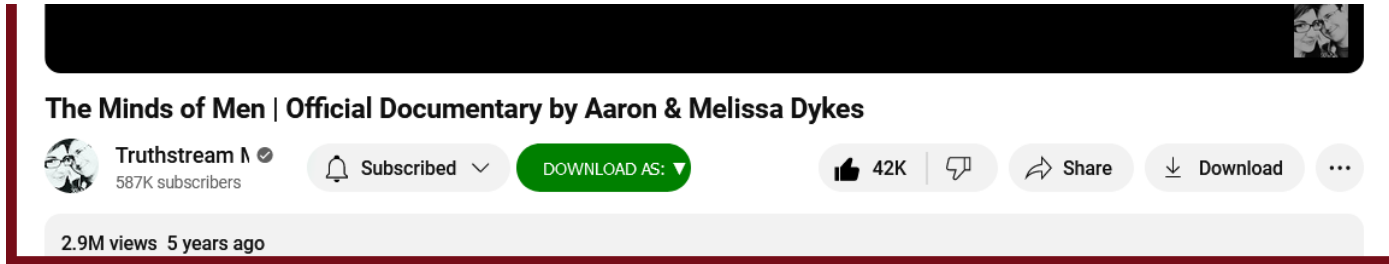 The Minds of Men | Official Documentary by Aaron & Melissa Dykes
Truthstream M
587K subscribers
Subscribed
DOWNLOAD AS: ▼
42K
Share
Download
2.9M views 5 years ago